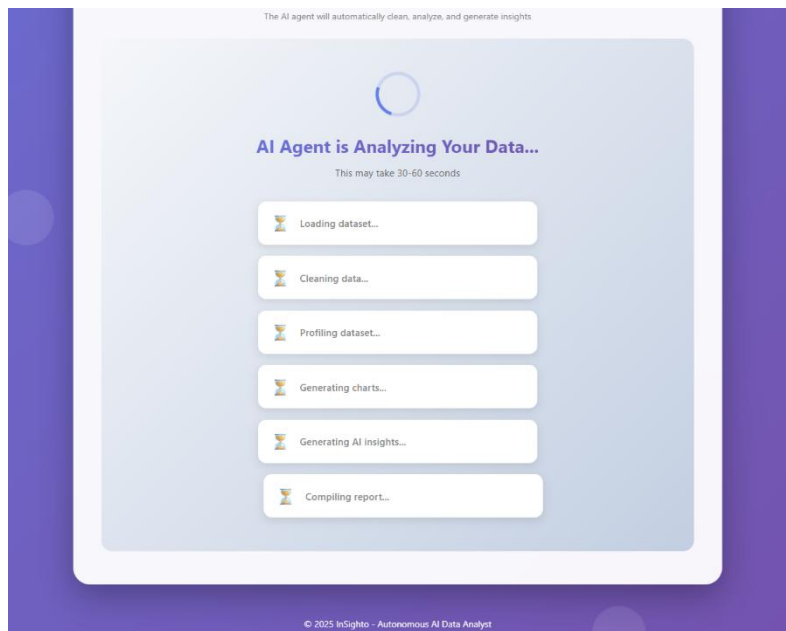 The AI agent will automatically clean, analyze, and generate insights
AI Agent is Analyzing Your Data...
This may take 30-60 seconds
Loading dataset...
Cleaning data...
Profiling dataset...
Generating charts...
Generating AI insights...
Compiling report...
© 2025 InSighto - Autonomous AI Data Analyst